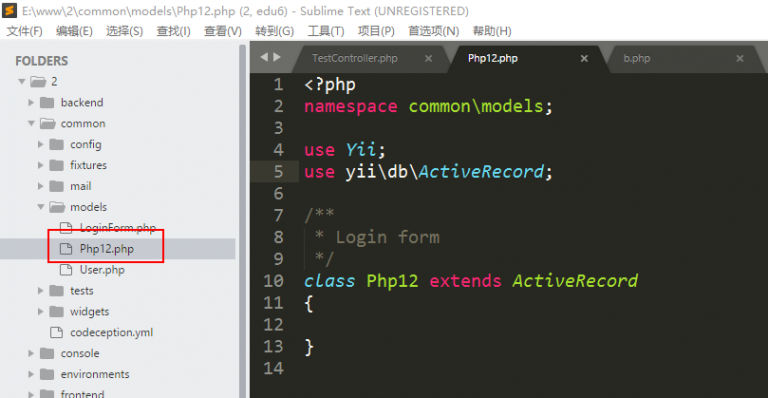 E:\www\2\common\models\Php12.php (2, edu6) - Sublime Text (UNREGISTERED)
文件(F) 编辑(E) 选择(S) 查找(I) 查看(V) 转到(G) 工具(T) 项目(P) 首选项(N) 帮助(H)
FOLDERS
2
backend
common
config
fixtures
mail
models
LoginForm.php
Php12.php
User.php
tests
widgets
codeception.yml
console
environments
frontend
TestController.php × Php12.php × b.php ×
1 <?php
2 namespace common\models;
3
4 use Yii;
5 use yii\db\ActiveRecord;
6
7 /**
8 * Login form
9 */
10 class Php12 extends ActiveRecord
11 {
12
13 }
14